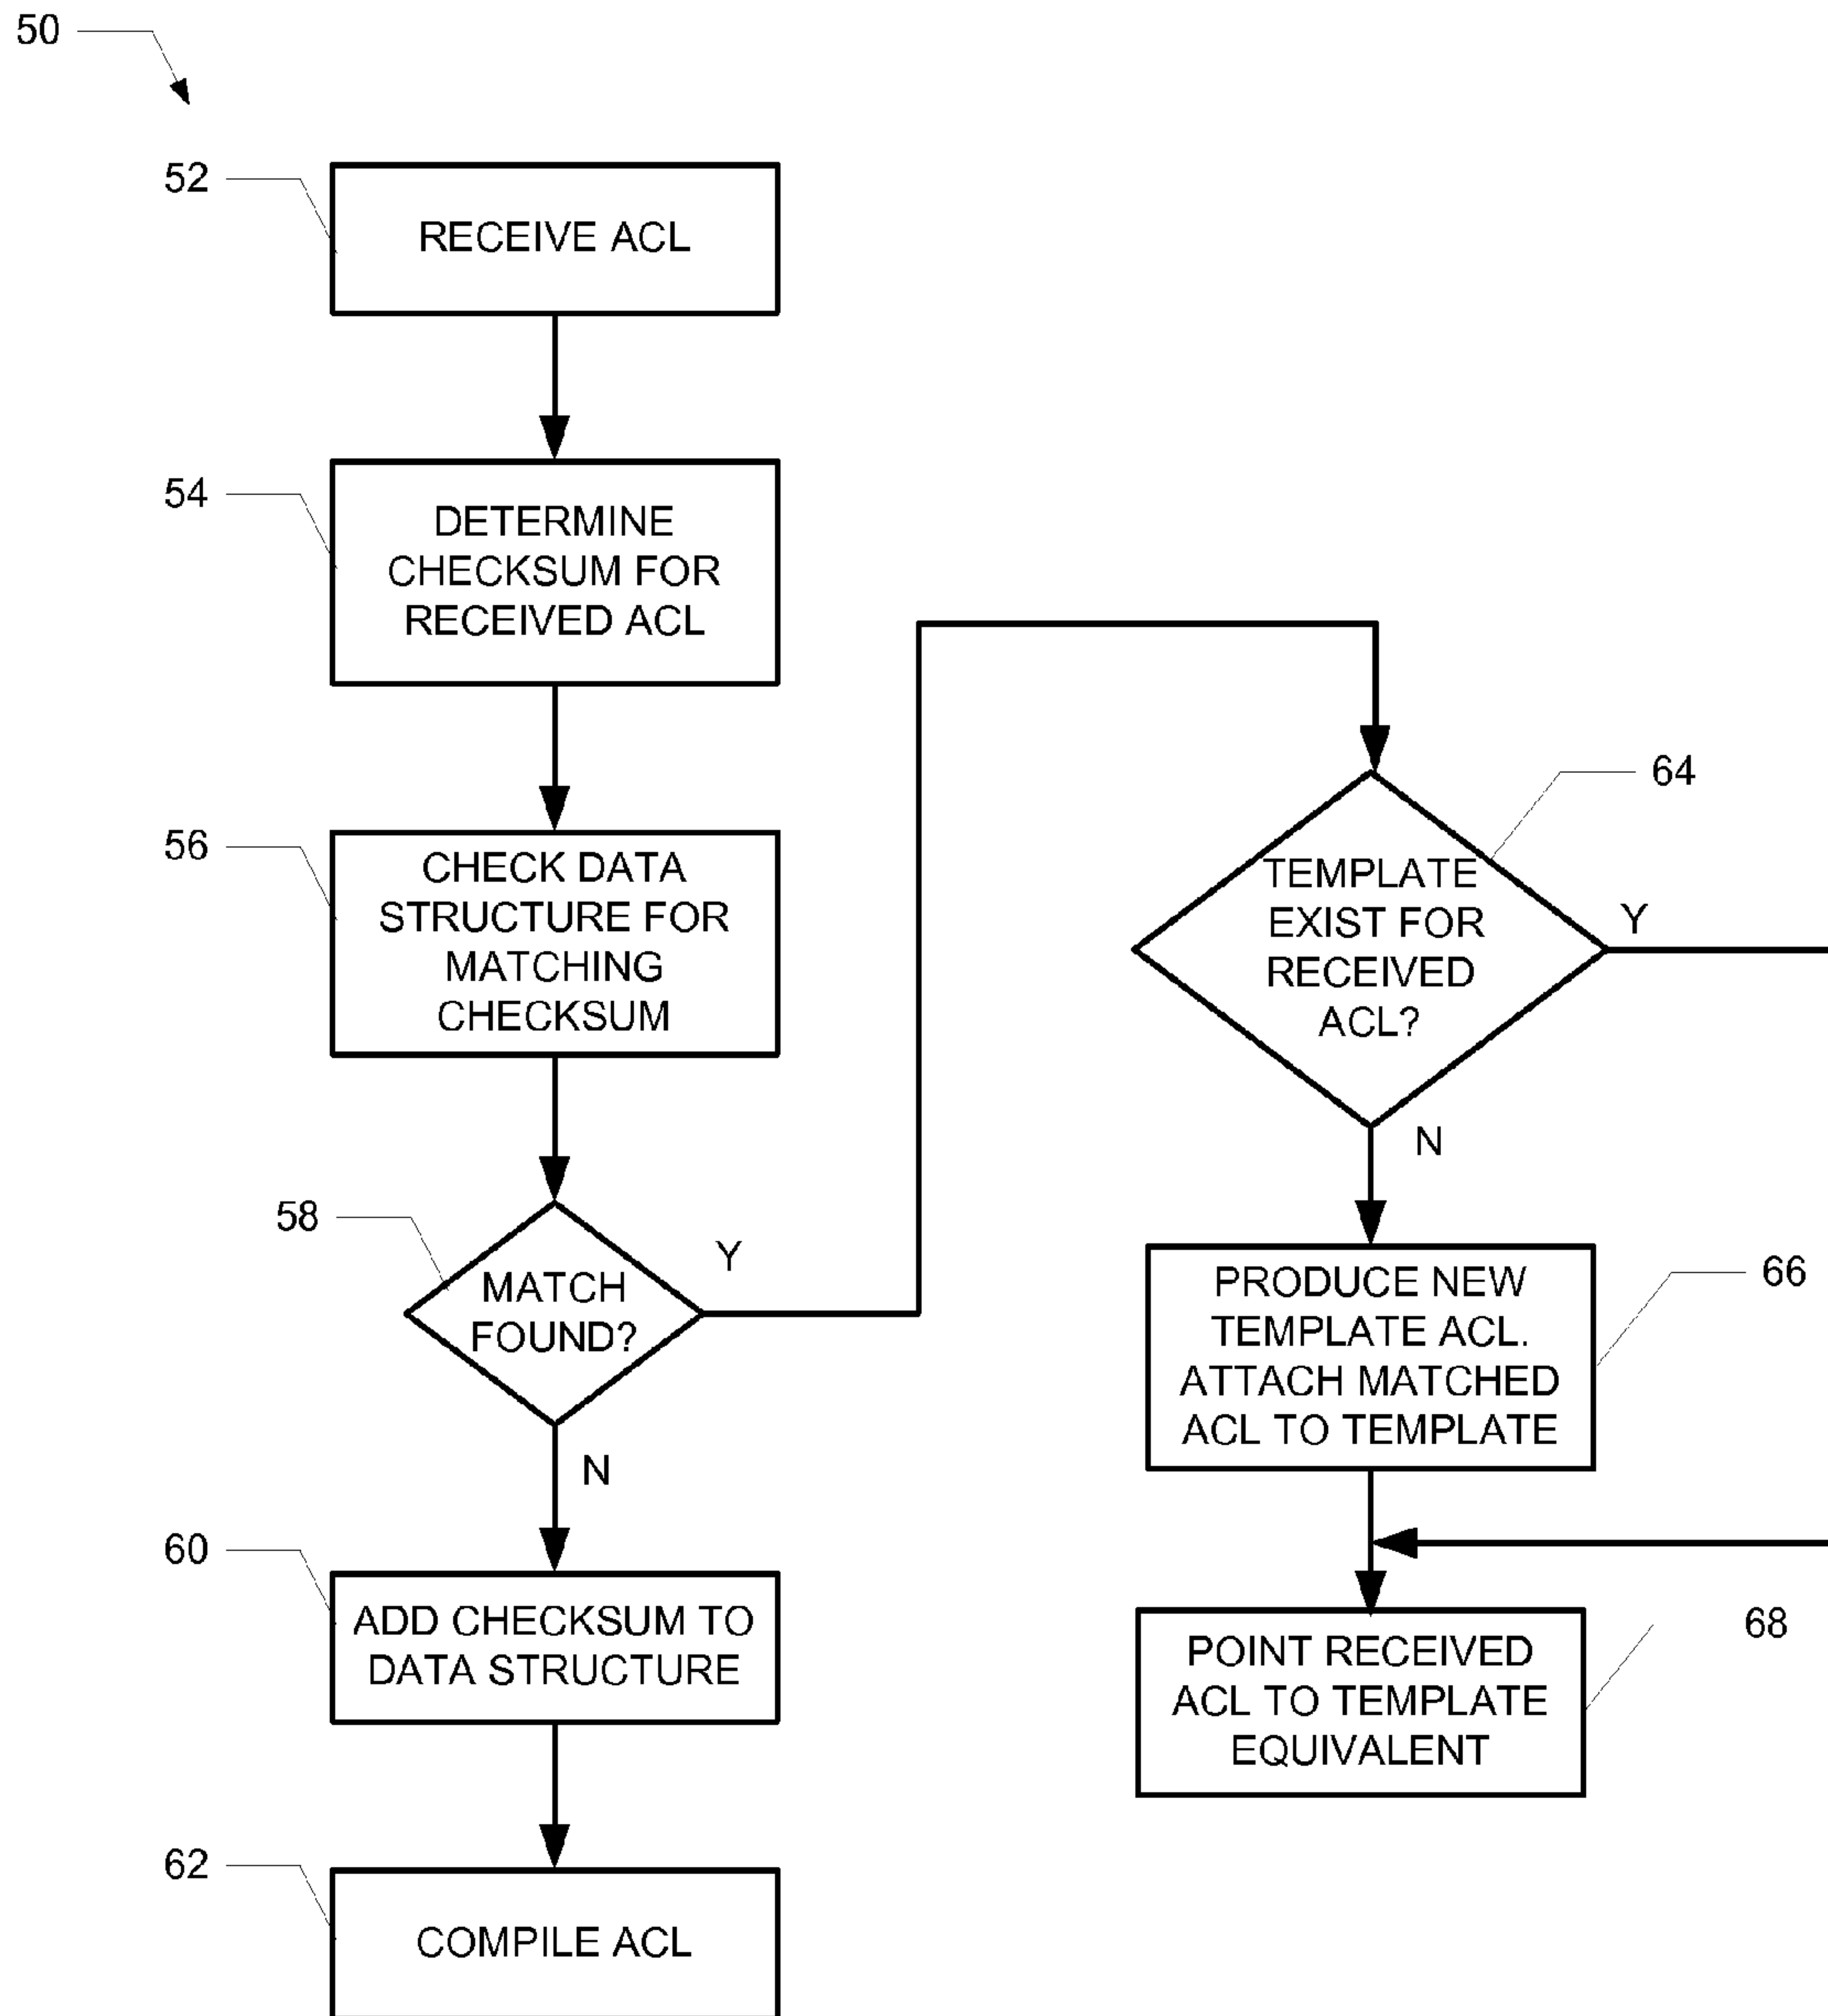 50
52
RECEIVE ACL
54
DETERMINE
CHECKSUM FOR
RECEIVED ACL
56
CHECK DATA
STRUCTURE FOR
MATCHING
CHECKSUM
58
MATCH
FOUND?
Y
N
60
ADD CHECKSUM TO
DATA STRUCTURE
62
COMPILE ACL
64
TEMPLATE
EXIST FOR
RECEIVED
ACL?
Y
N
66
PRODUCE NEW
TEMPLATE ACL.
ATTACH MATCHED
ACL TO TEMPLATE
68
POINT RECEIVED
ACL TO TEMPLATE
EQUIVALENT